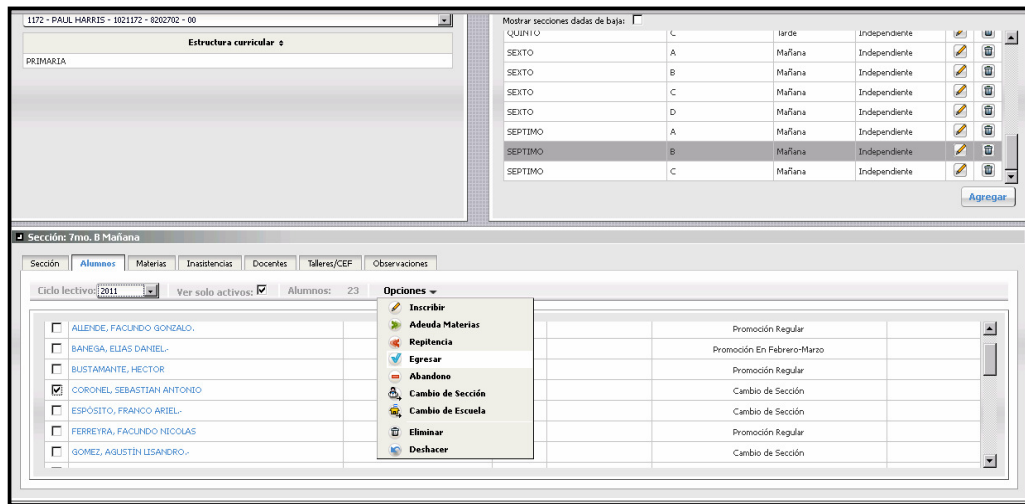 1172 - PAUL HARRIS - 1021172 - 8202702 - 00
Estructura curricular
PRIMARIA
Mostrar secciones dadas de baja:
QUINTO C Tarde Independiente
SEXTO A Mañana Independiente
SEXTO B Mañana Independiente
SEXTO C Mañana Independiente
SEXTO D Mañana Independiente
SEPTIMO A Mañana Independiente
SEPTIMO B Mañana Independiente
SEPTIMO C Mañana Independiente
Agregar
Sección: 7mo. B Mañana
Sección Alumnos Materias Inasistencias Docentes Talleres/CEF Observaciones
Ciclo lectivo: 2011 Ver solo activos: Alumnos: 23 Opciones
Inscribir
Adeuda Materias
Repitencia
Egresar
Abandono
Cambio de Sección
Cambio de Escuela
Eliminar
Deshacer
ALLENDE, FACUNDO GONZALO. Promoción Regular
BANEGA, ELIAS DANIEL.- Promoción En Febrero-Marzo
BUSTAMANTE, HECTOR Promoción Regular
CORONEL, SEBASTIAN ANTONIO Cambio de Sección
ESPÓSITO, FRANCO ARIEL.- Cambio de Sección
FERREYRA, FACUNDO NICOLAS Promoción Regular
GOMEZ, AGUSTÍN LISANDRO.- Cambio de Sección